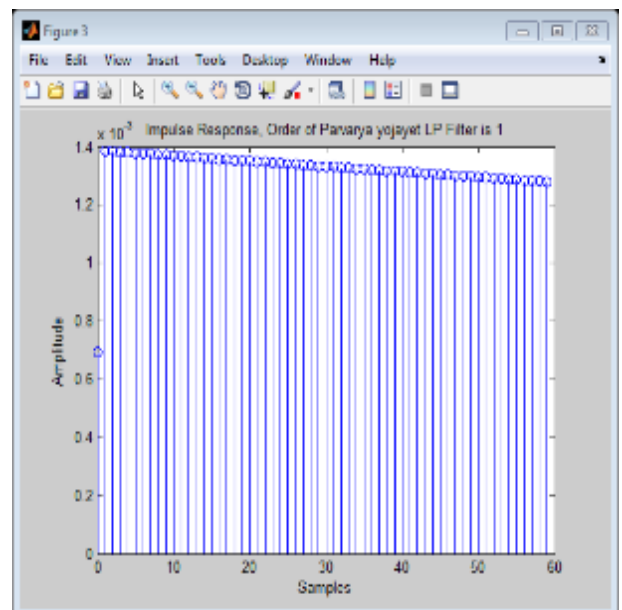 Figure 3
File Edit View Insert Tools Desktop Window Help
x 10^-3 Impulse Response, Order of Parvarya yojayet LP Filter is 1
1.4
1.2
1
0.8
0.6
0.4
0.2
0
Amplitude
0 10 20 30 40 50 60
Samples